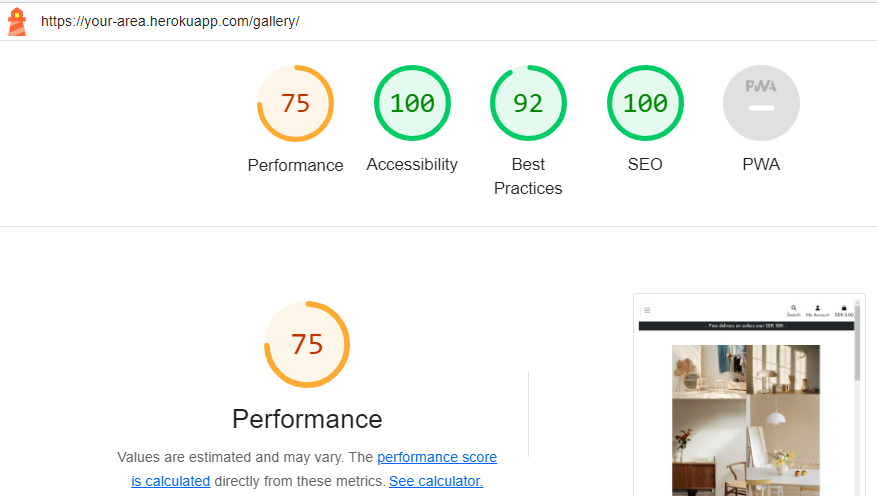 https://your-area.herokuapp.com/gallery/
75
100
92
100
PWA
Performance
Accessibility
Best
Practices
SEO
PWA
75
Performance
Values are estimated and may vary. The performance score
is calculated directly from these metrics. See calculator.
Search My Account SEK 0.00
- Free delivery on orders over SEK 300 -